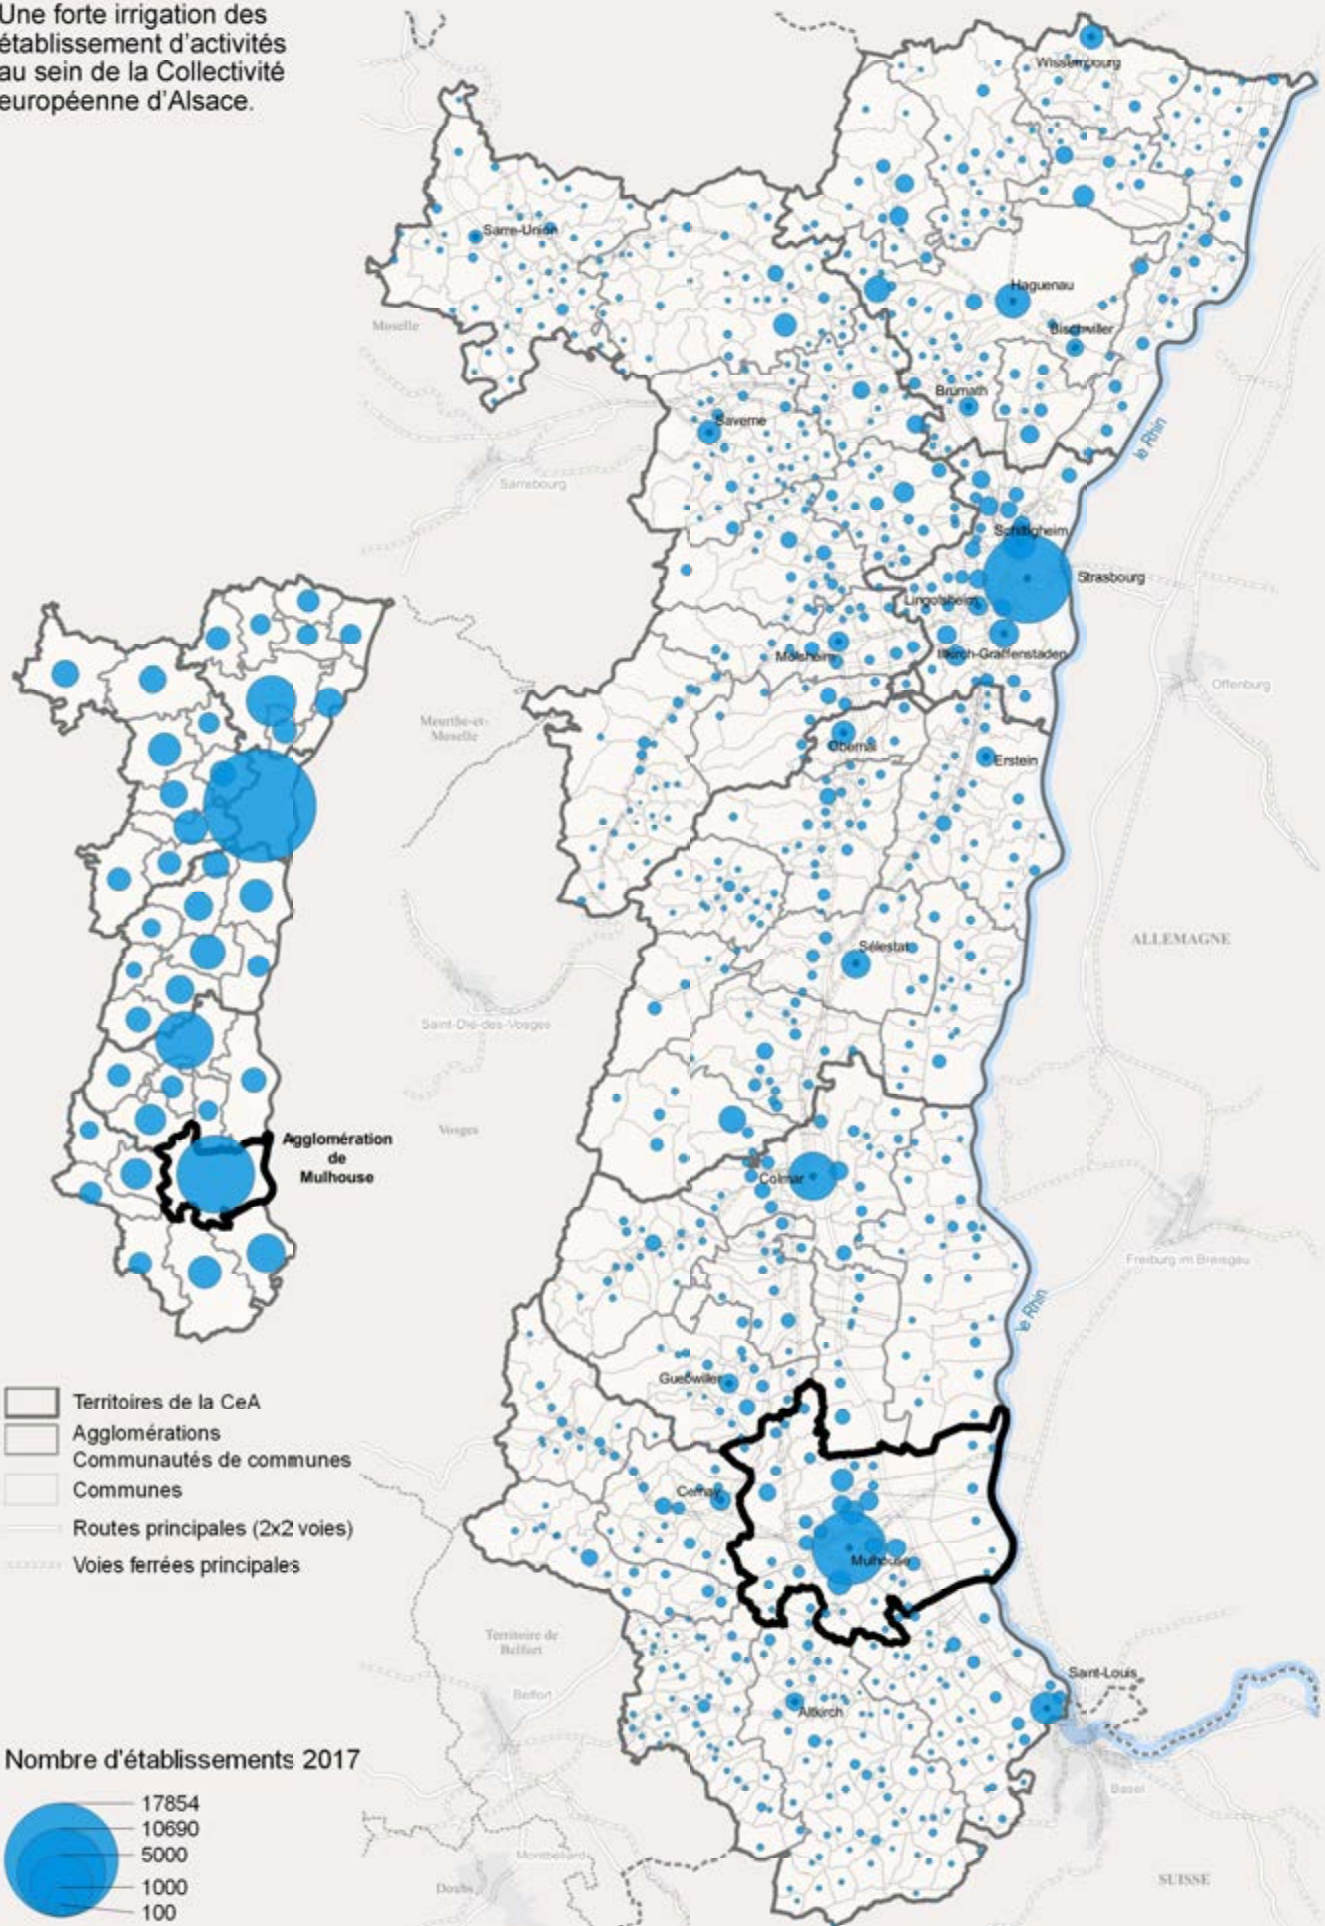 Une forte irrigation des
établissement d'activités
au sein de la Collectivité
européenne d'Alsace.
Wissembourg
Sarre-Union
Moselle
Haguenau
Bischwiller
Brumath
Saverne
le Rhin
Sarrebourg
Schiltigheim
Strasbourg
Lingolsheim
Molsheim
Illkirch-Graffenstaden
Offenburg
Meurthe-et-
Moselle
Obernai
Erstein
Sélestat
ALLEMAGNE
Saint-Dié-des-Vosges
Vosges
Agglomération
de
Mulhouse
Colmar
Freiburg im Breisgau
le Rhin
Guebwiller
Territoires de la CeA
Agglomérations
Communautés de communes
Communes
Routes principales (2x2 voies)
Voies ferrées principales
Cernay
Mulhouse
Territoire de
Belfort
Belfort
Saint-Louis
Altkirch
Basel
Montbéliard
Doubs
SUISSE
Nombre d'établissements 2017
17854
10690
5000
1000
100